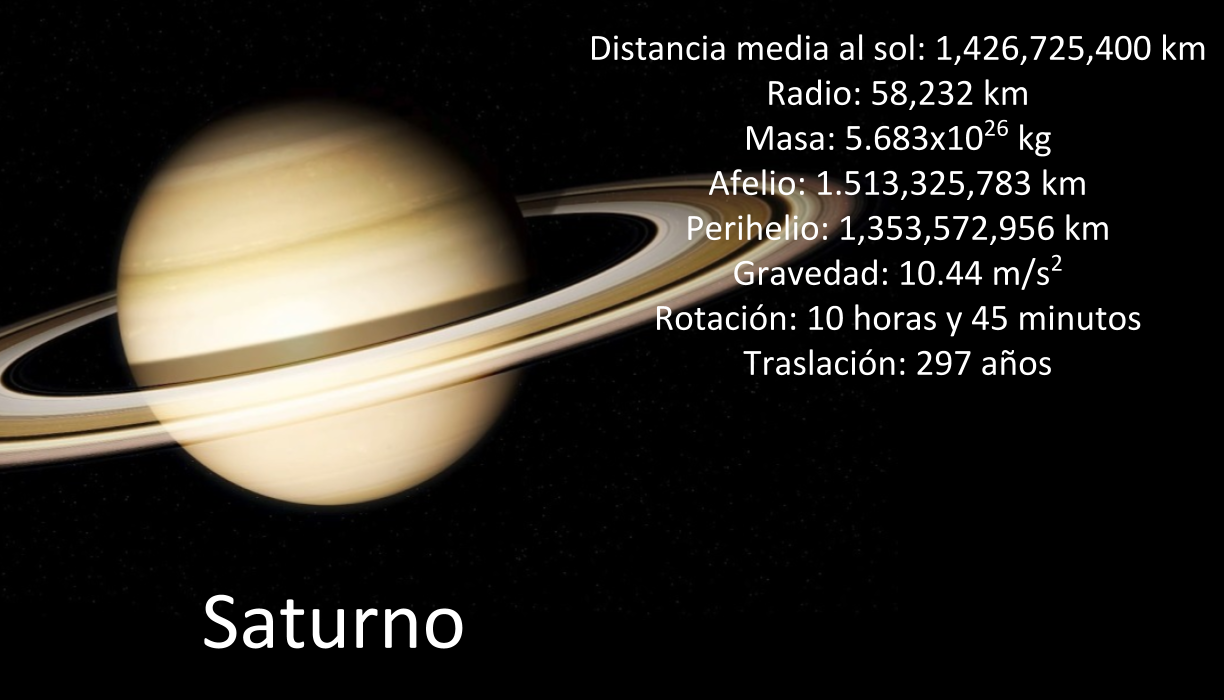 Distancia media al sol: 1,426,725,400 km
Radio: 58,232 km
Masa: 5.683x10²⁶ kg
Afelio: 1.513,325,783 km
Perihelio: 1,353,572,956 km
Gravedad: 10.44 m/s²
Rotación: 10 horas y 45 minutos
Traslación: 297 años
Saturno